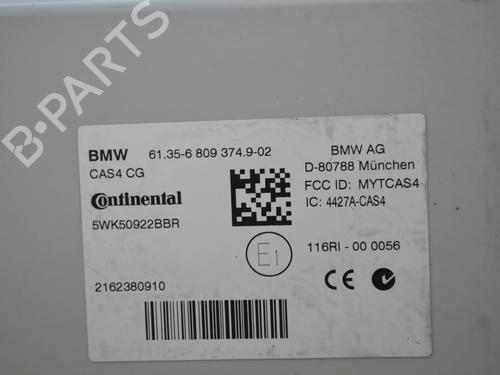 B-PARTS
BMW 61.35-6 809 374.9-02
CAS4 CG
Continental
5WK50922BBR
2162380910
BMW AG
D-80788 München
FCC ID: MYTCAS4
IC: 4427A-CAS4
E1
116RI - 00 0056
CE